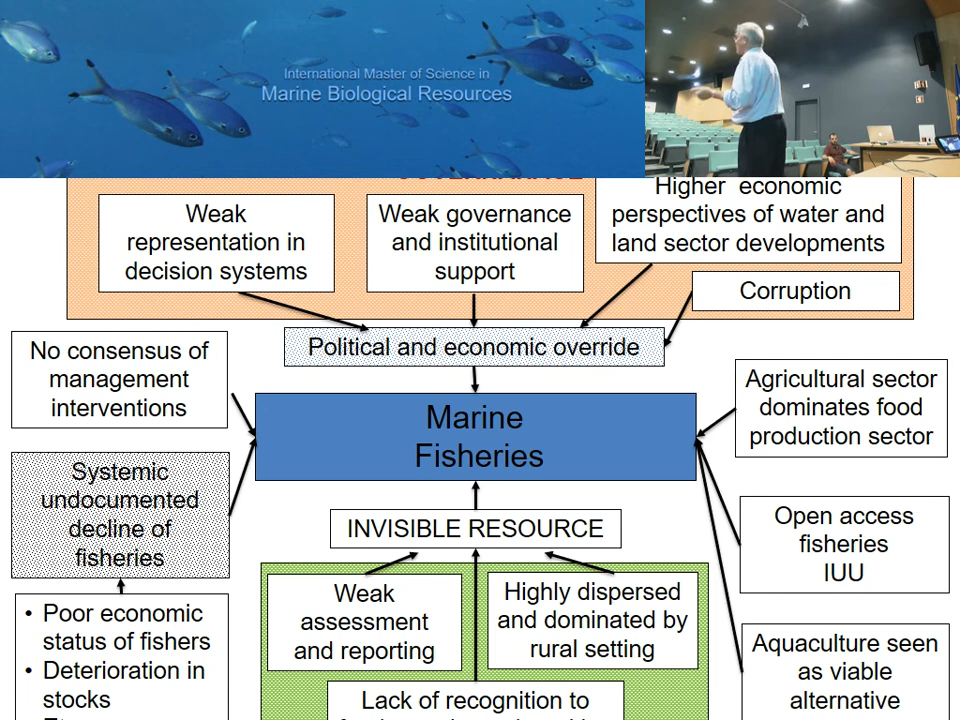 International Master of Science in
Marine Biological Resources
Higher economic
perspectives of water and
land sector developments
Weak
representation in
decision systems
Weak governance
and institutional
support
Corruption
Political and economic override
No consensus of
management
interventions
Marine
Fisheries
Agricultural sector
dominates food
production sector
Systemic
undocumented
decline of
fisheries
INVISIBLE RESOURCE
Open access
fisheries
IUU
Weak
assessment
and reporting
Highly dispersed
and dominated by
rural setting
• Poor economic
status of fishers
• Deterioration in
stocks
Aquaculture seen
as viable
alternative
Lack of recognition to